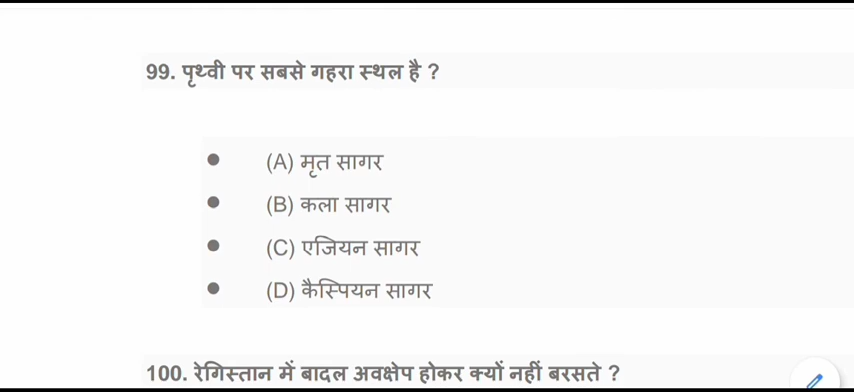 99. पृथ्वी पर सबसे गहरा स्थल है ?
(A) मृत सागर
(B) कला सागर
(C) एजियन सागर
(D) कैस्पियन सागर
100. रेगिस्तान में बादल अवक्षेप होकर क्यों नहीं बरसते ?